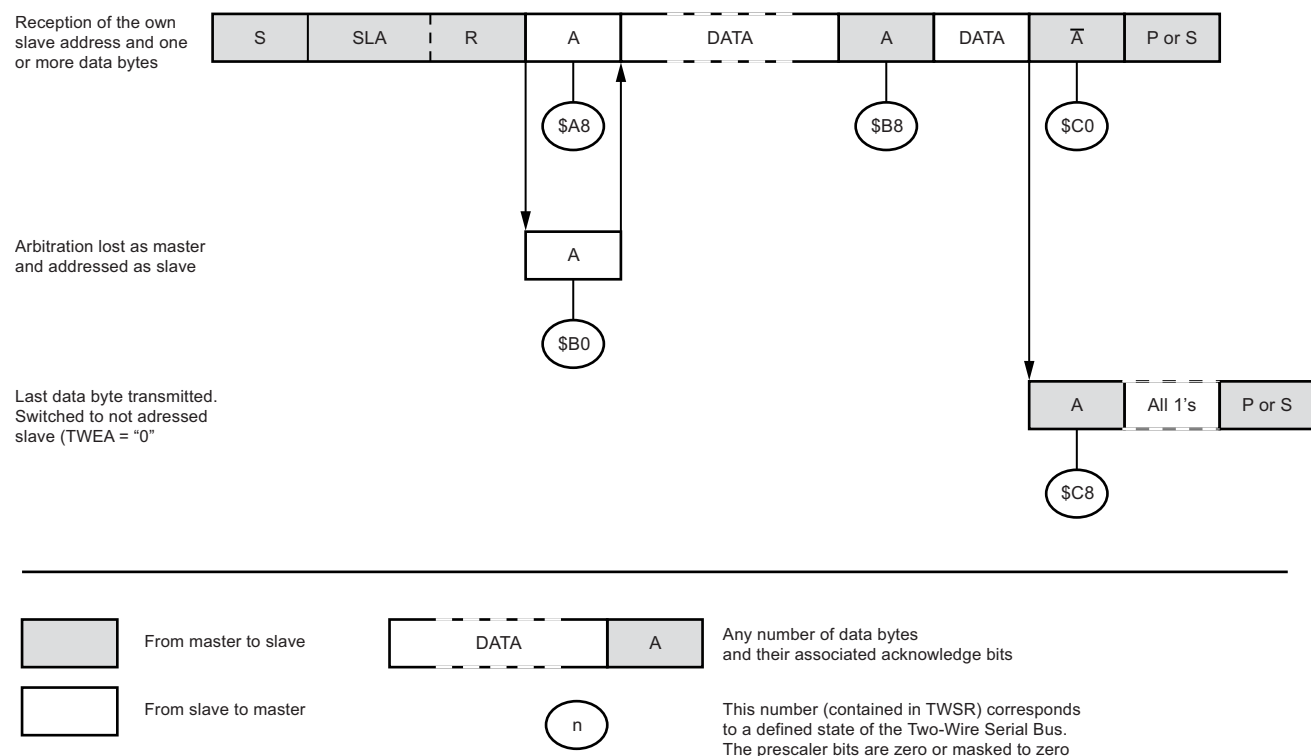 Reception of the own
slave address and one
or more data bytes
S SLA R A DATA A DATA A̅ P or S
$A8 $B8 $C0
Arbitration lost as master
and addressed as slave
A
$B0
Last data byte transmitted.
Switched to not adressed
slave (TWEA = “0”
A All 1's P or S
$C8
From master to slave
DATA A
Any number of data bytes
and their associated acknowledge bits
From slave to master
n
This number (contained in TWSR) corresponds
to a defined state of the Two-Wire Serial Bus.
The prescaler bits are zero or masked to zero